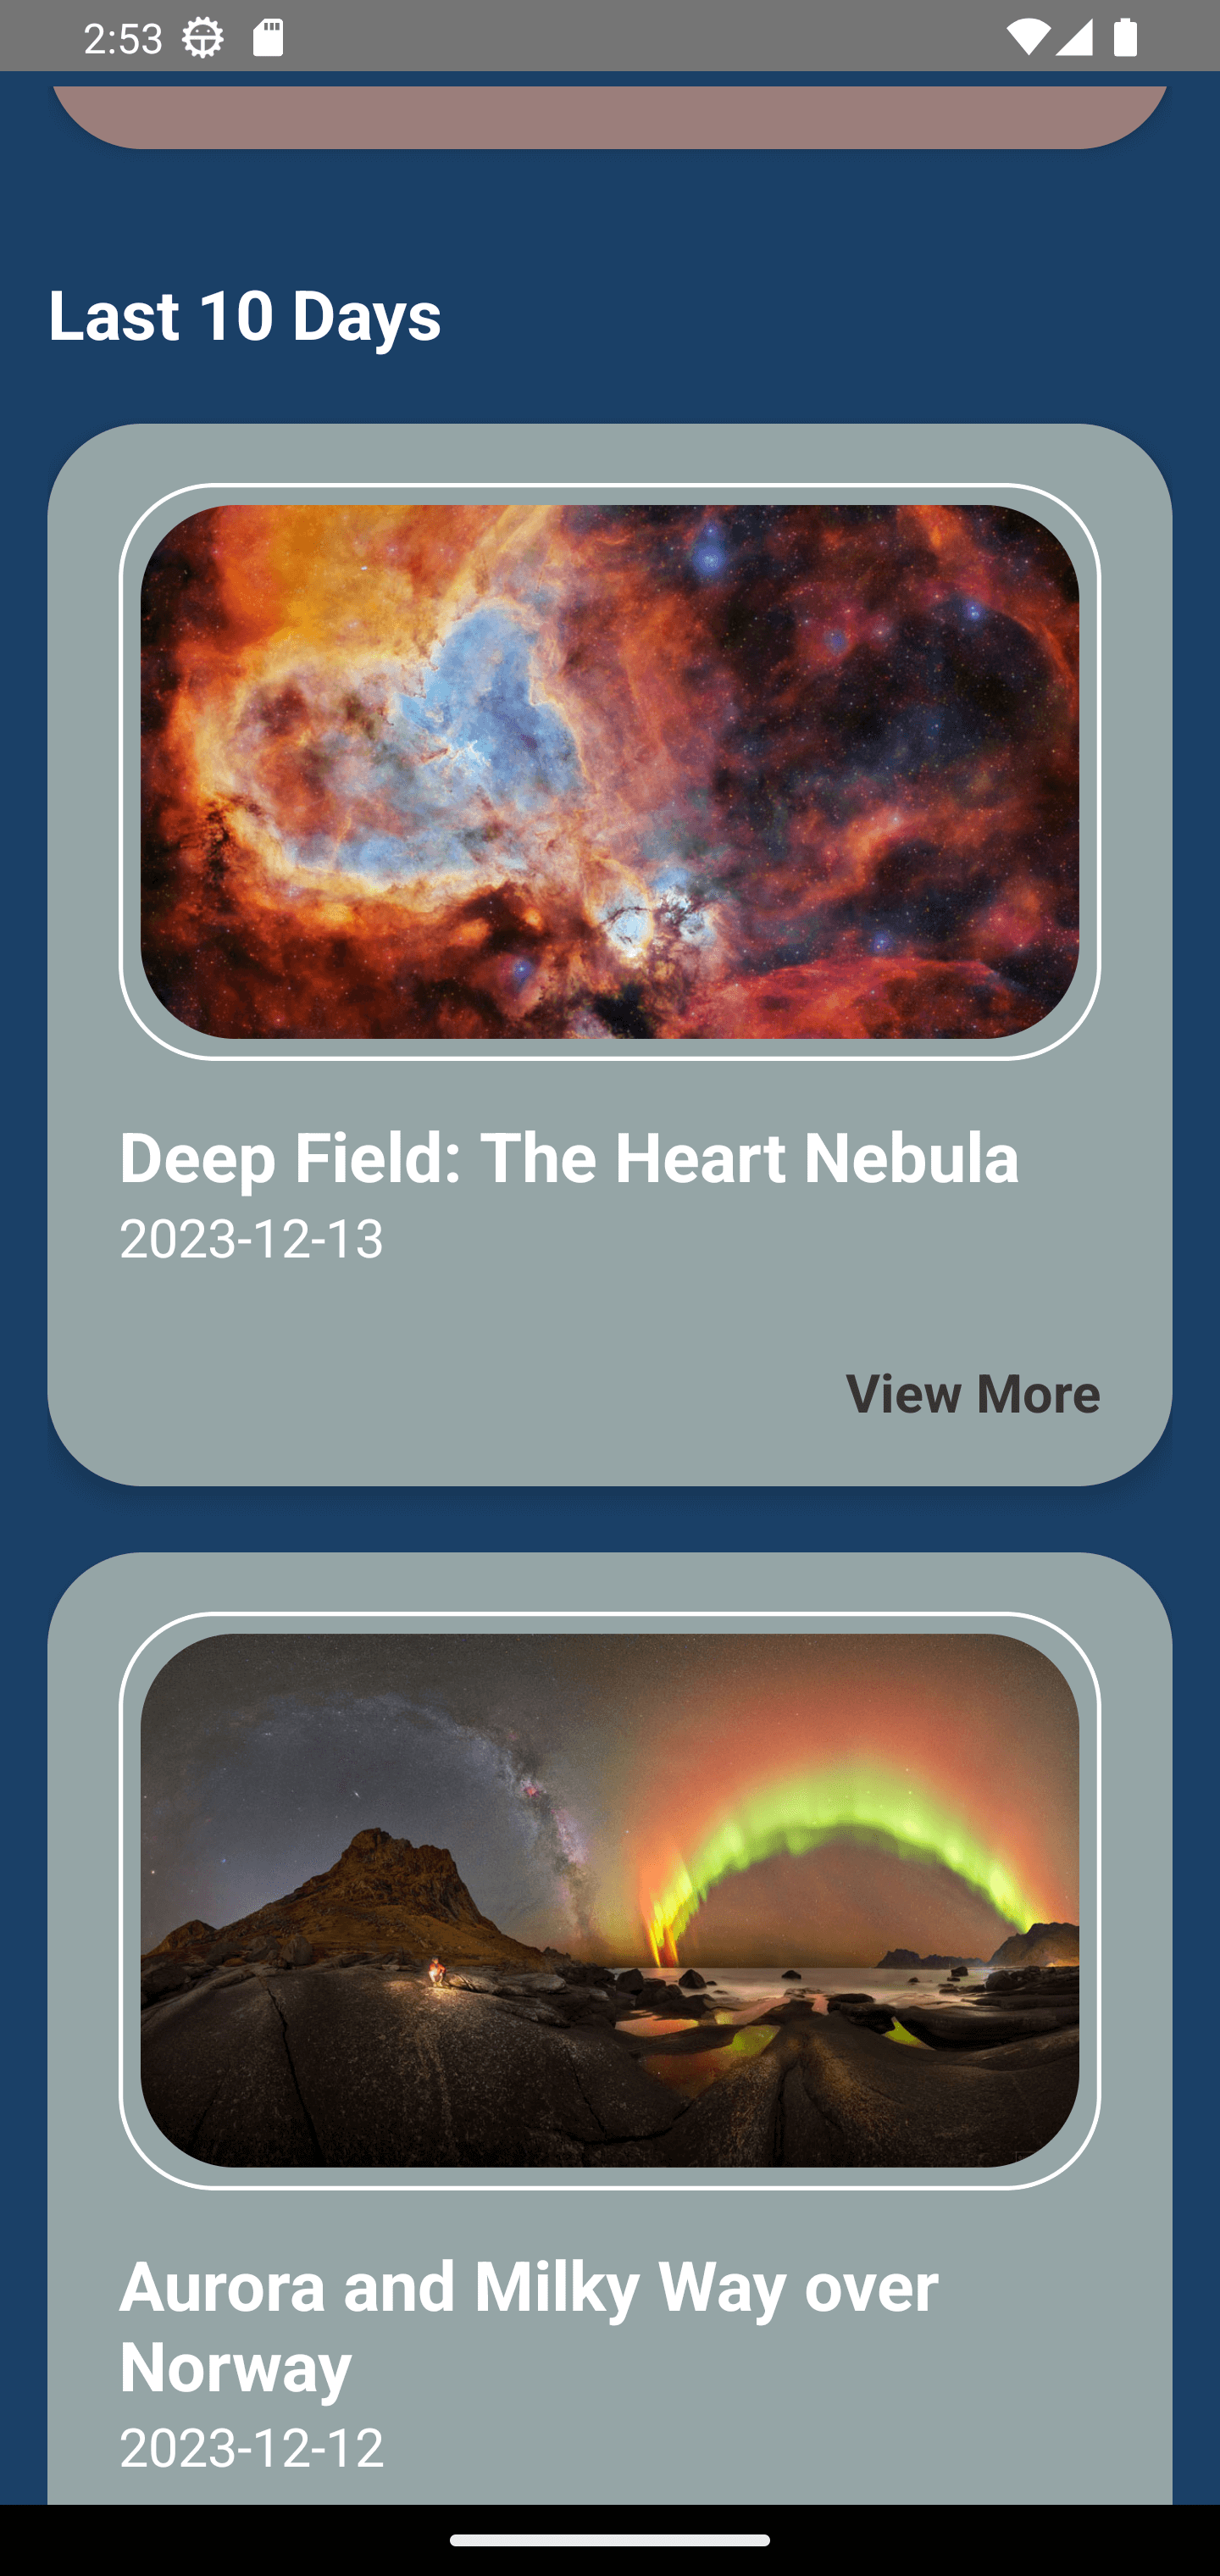 2:53
Last 10 Days
Deep Field: The Heart Nebula
2023-12-13
View More
Aurora and Milky Way over
Norway
2023-12-12